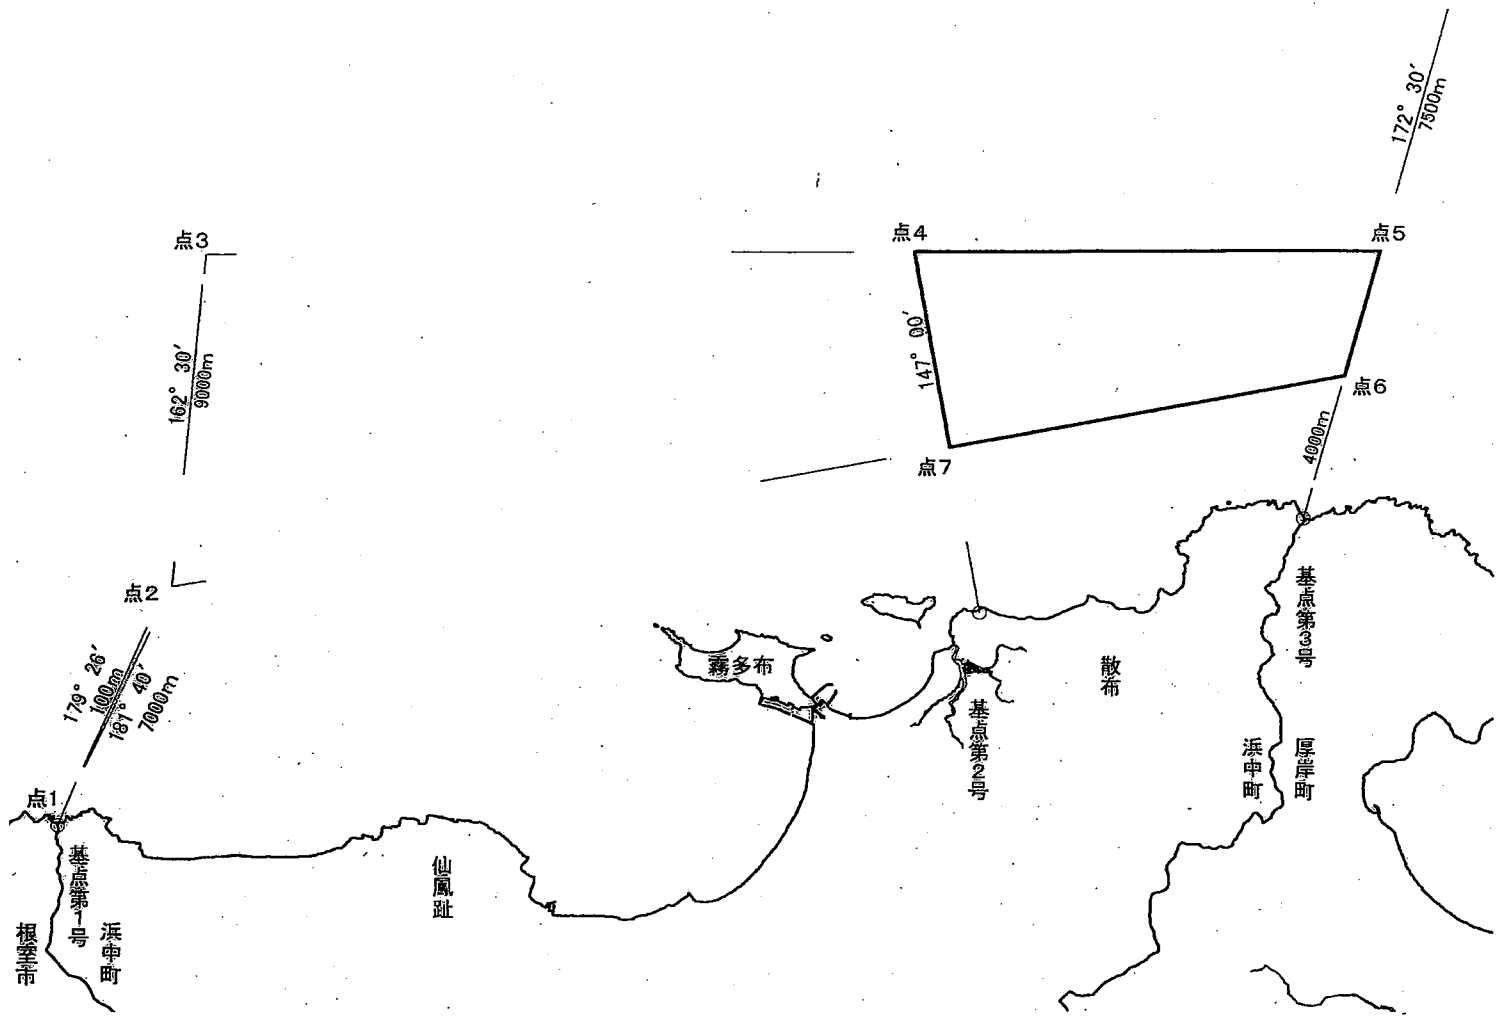 172° 30′
7500m
点3
点4
点5
162° 30′
9000m
147° 00′
点6
4000m
点7
点2
179° 26′
100m
181° 40′
7000m
基点第3号
霧多布
散布
基点第2号
浜中町
厚岸町
点1
基点第1号
仙鳳趾
根室市
浜中町